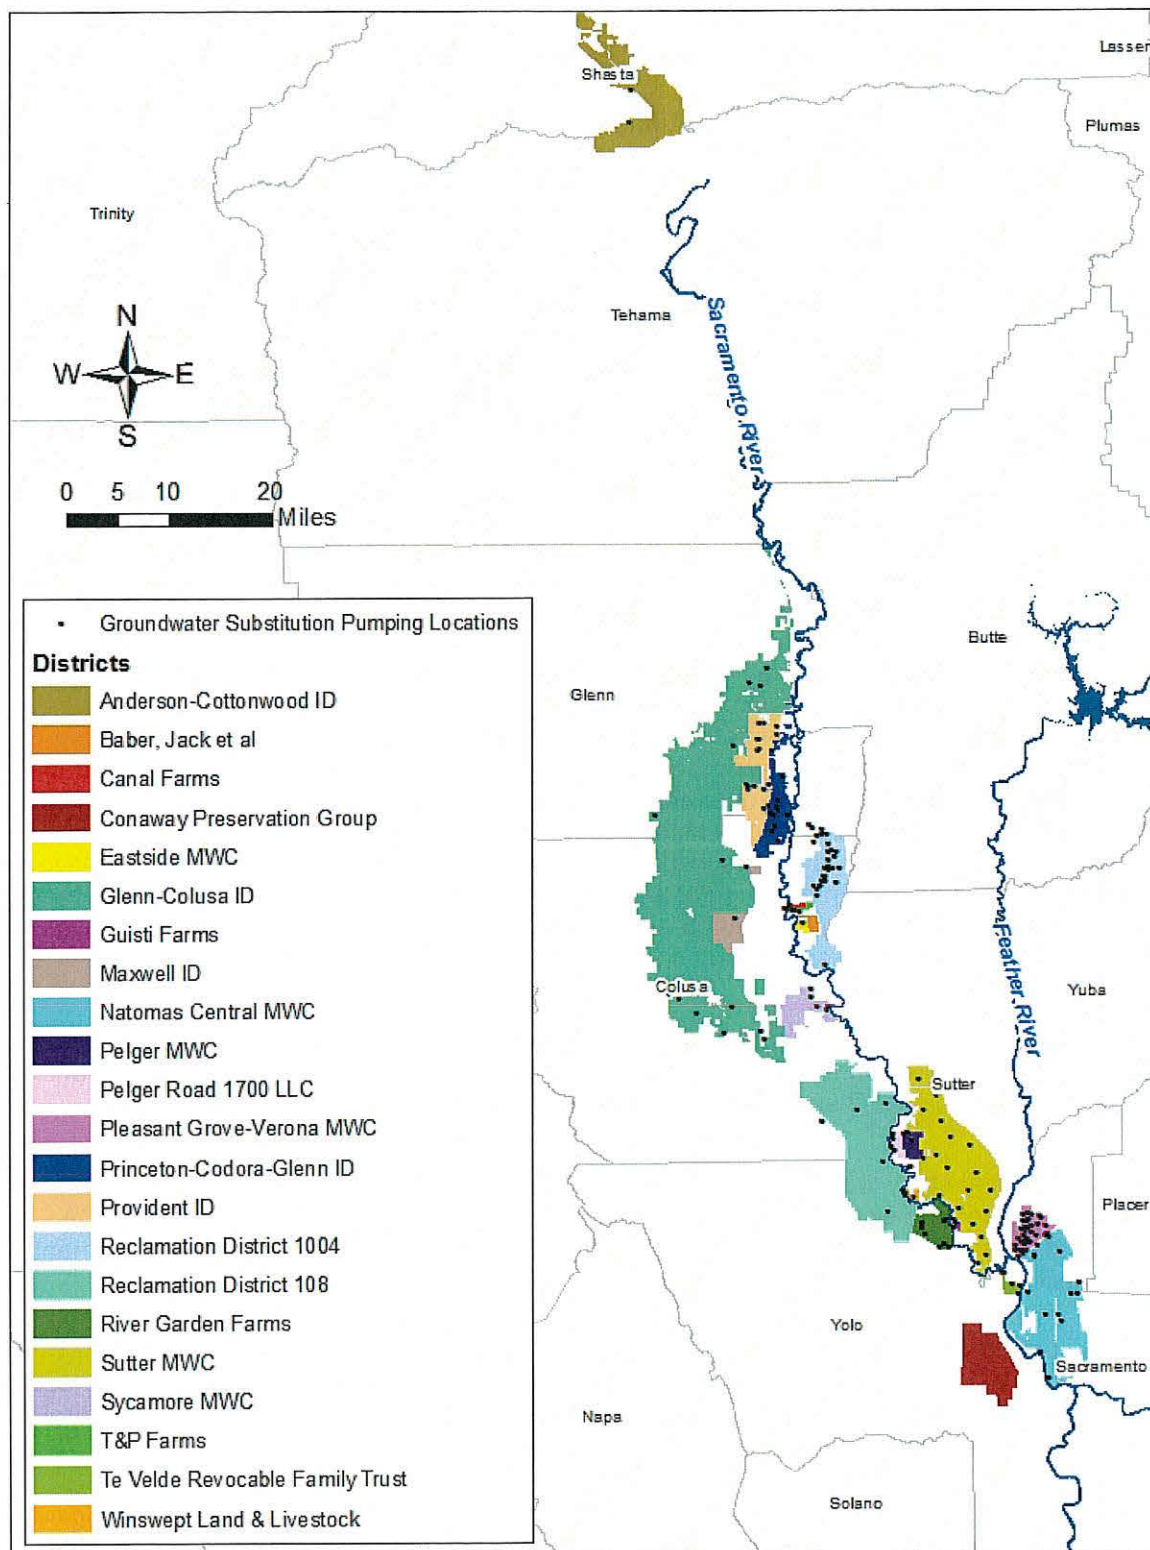 Shasta
Lassen
Plumas
Trinity
Tehama
Sacramento River
N
W E
S
0 5 10 20
Miles
Groundwater Substitution Pumping Locations
Districts
Anderson-Cottonwood ID
Baber, Jack et al
Canal Farms
Conaway Preservation Group
Eastside MWC
Glenn-Colusa ID
Guisti Farms
Maxwell ID
Natomas Central MWC
Pelger MWC
Pelger Road 1700 LLC
Pleasant Grove-Verona MWC
Princeton-Codora-Glenn ID
Provident ID
Reclamation District 1004
Reclamation District 108
River Garden Farms
Sutter MWC
Sycamore MWC
T&P Farms
Te Velde Revocable Family Trust
Winswept Land & Livestock
Butte
Glenn
Feather River
Colusa
Yuba
Sutter
Placer
Yolo
Sacramento
Napa
Solano